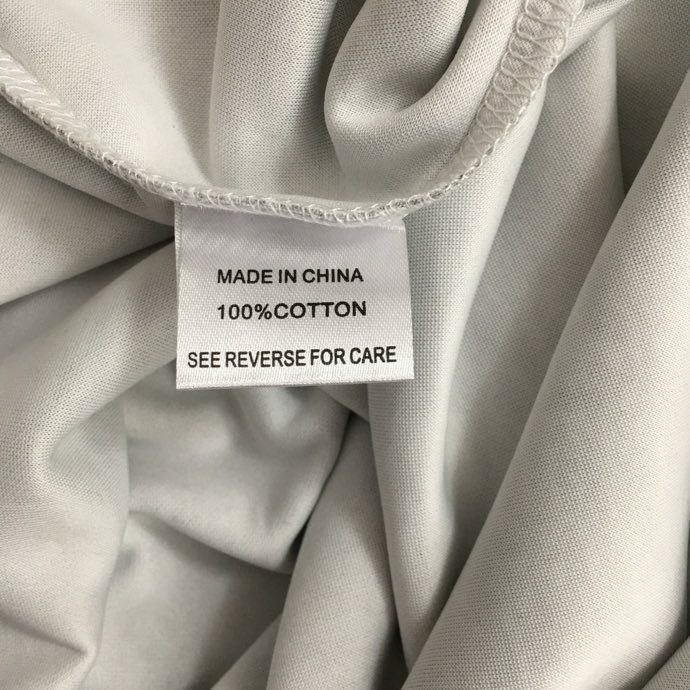 MADE IN CHINA
100%COTTON
SEE REVERSE FOR CARE